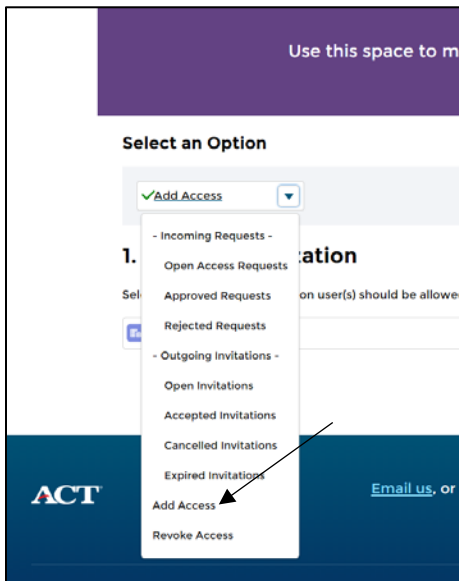 Use this space to m
Select an Option
Add Access
- Incoming Requests -
1. ation
Open Access Requests
Sel on user(s) should be allowe
Approved Requests
Rejected Requests
- Outgoing Invitations -
Open Invitations
Accepted Invitations
Cancelled Invitations
Expired Invitations
ACT
Email us, or
Add Access
Revoke Access